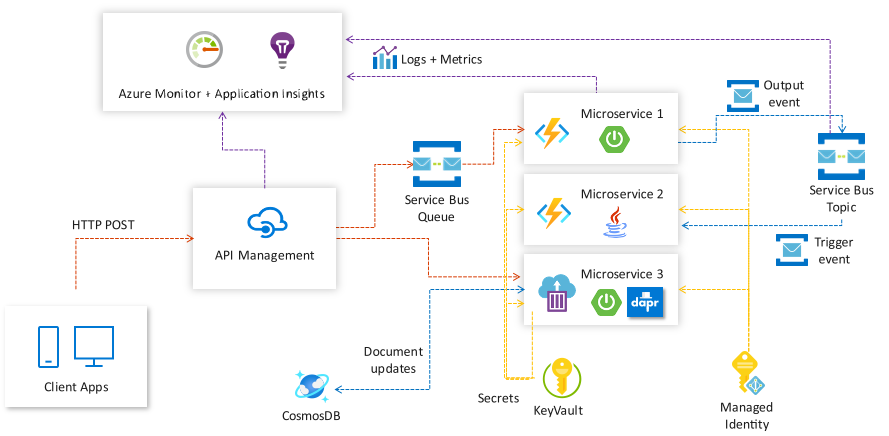 Logs + Metrics
Azure Monitor + Application Insights
Output
event
Microservice 1
Service Bus
Queue
Service Bus
Topic
Microservice 2
HTTP POST
API Management
Trigger
event
Microservice 3
dapr
Document
updates
Client Apps
CosmosDB
Secrets
KeyVault
Managed
Identity